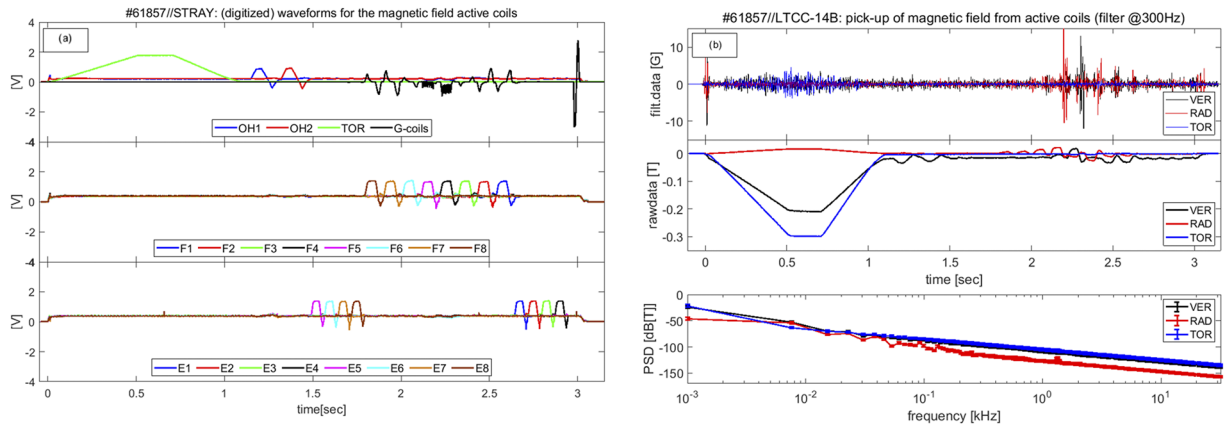 #61857//STRAY: (digitized) waveforms for the magnetic field active coils
(a)
[V]
4
2
0
-2
-4
OH1 OH2 TOR G-coils
[V]
4
2
0
-2
-4
F1 F2 F3 F4 F5 F6 F7 F8
[V]
4
2
0
-2
-4
E1 E2 E3 E4 E5 E6 E7 E8
0 0.5 1 1.5 2 2.5 3
time[sec]
#61857//LTCC-14B: pick-up of magnetic field from active coils (filter @300Hz)
(b)
filt.data [G]
10
0
-10
VER
RAD
TOR
rawdata [T]
0
-0.1
-0.2
-0.3
VER
RAD
TOR
0 0.5 1 1.5 2 2.5 3
time [sec]
PSD [dB[T]
0
-50
-100
-150
VER
RAD
TOR
10-3 10-2 10-1 100 101
frequency [kHz]